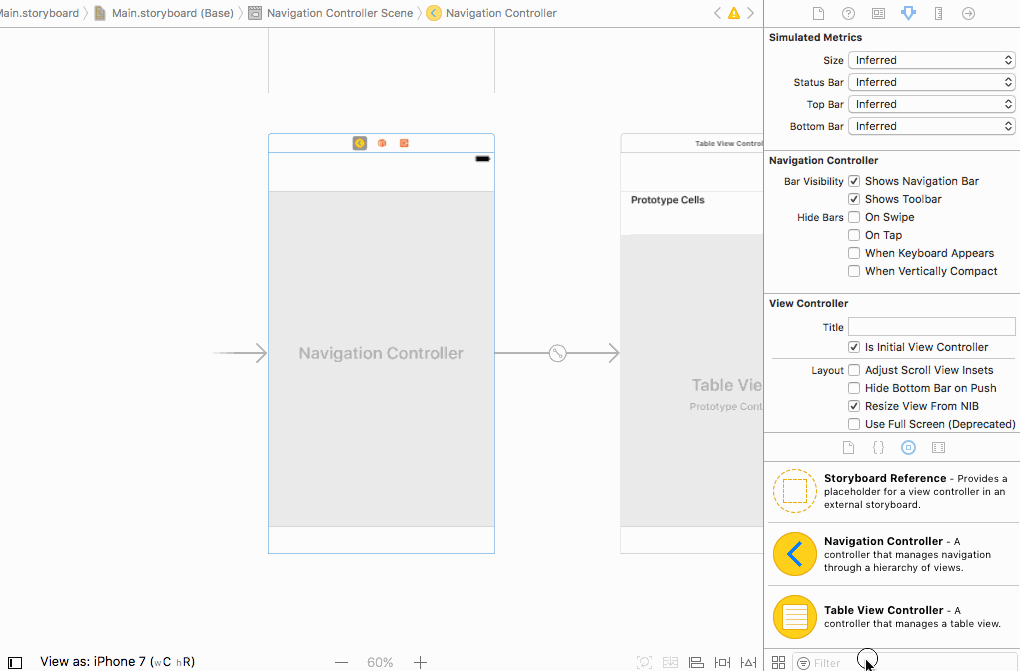 Main.storyboard Main.storyboard (Base) Navigation Controller Scene Navigation Controller
Table View Control
Prototype Cells
Navigation Controller
Table Vie
Prototype Cont
View as: iPhone 7 (wC hR)
60%
Simulated Metrics
Size Inferred
Status Bar Inferred
Top Bar Inferred
Bottom Bar Inferred
Navigation Controller
Bar Visibility Shows Navigation Bar
Shows Toolbar
Hide Bars On Swipe
On Tap
When Keyboard Appears
When Vertically Compact
View Controller
Title
Is Initial View Controller
Layout Adjust Scroll View Insets
Hide Bottom Bar on Push
Resize View From NIB
Use Full Screen (Deprecated)
Storyboard Reference - Provides a
placeholder for a view controller in an
external storyboard.
Navigation Controller - A
controller that manages navigation
through a hierarchy of views.
Table View Controller - A
controller that manages a table view.
Filter